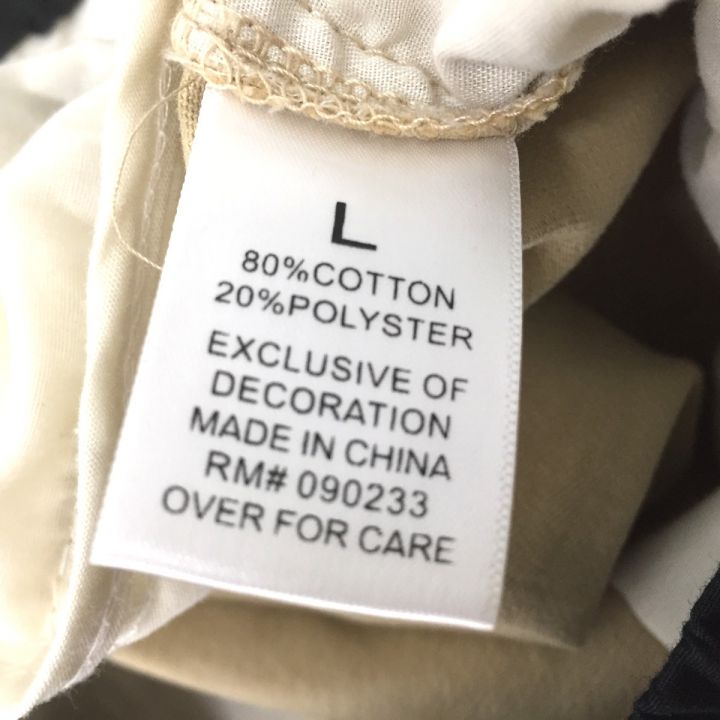 L
80%COTTON
20%POLYSTER
EXCLUSIVE OF
DECORATION
MADE IN CHINA
RM# 090233
OVER FOR CARE